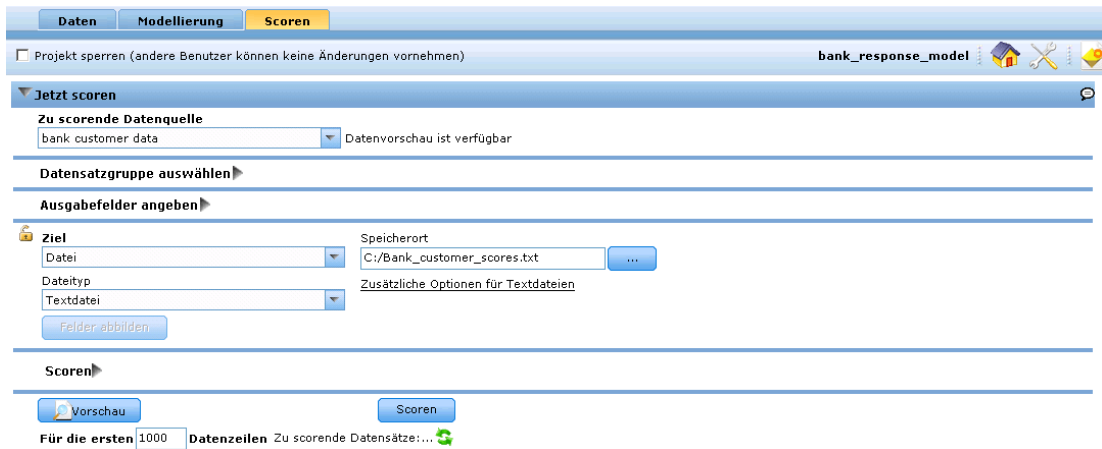 Daten Modellierung Scoren
Projekt sperren (andere Benutzer können keine Änderungen vornehmen) bank_response_model
Jetzt scoren
Zu scorende Datenquelle
bank customer data Datenvorschau ist verfügbar
Datensatzgruppe auswählen
Ausgabefelder angeben
Ziel Speicherort
Datei C:/Bank_customer_scores.txt ...
Dateityp Zusätzliche Optionen für Textdateien
Textdatei
Felder abbilden
Scoren
Vorschau Scoren
Für die ersten 1000 Datenzeilen Zu scorende Datensätze:...